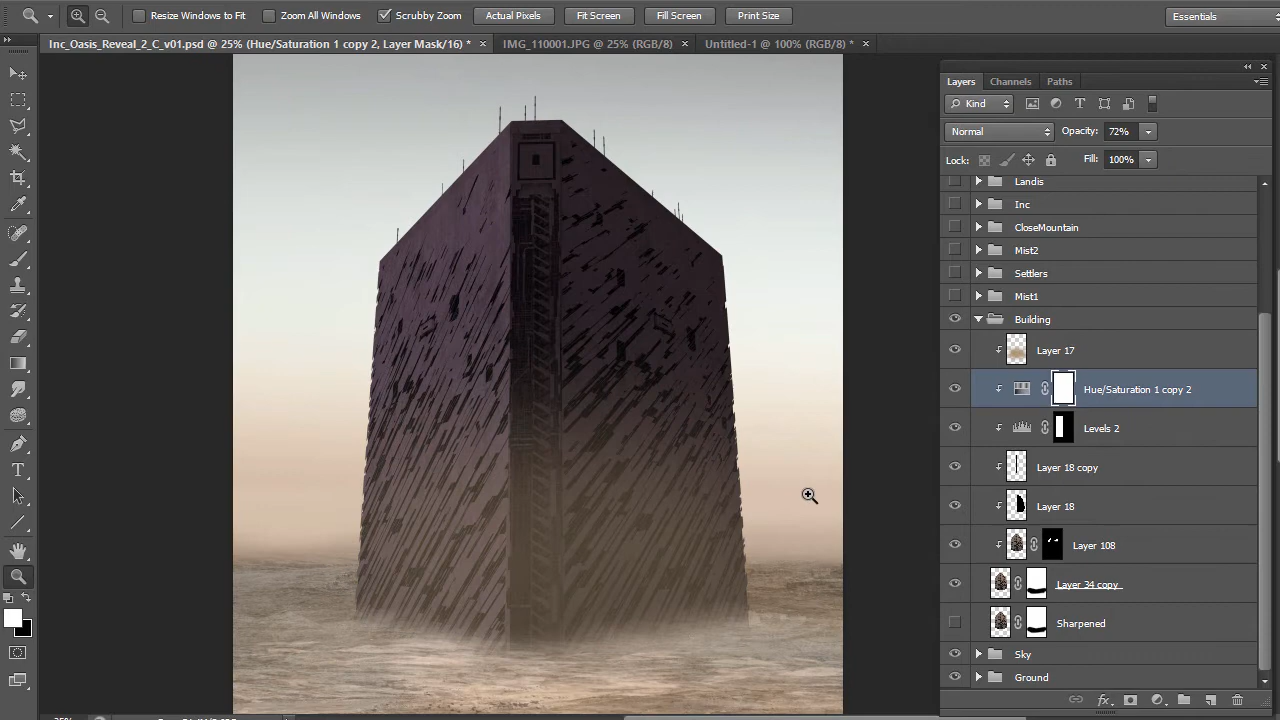 Resize Windows to Fit Zoom All Windows Scrubby Zoom Actual Pixels Fit Screen Fill Screen Print Size Essentials
Inc_Oasis_Reveal_2_C_v01.psd @ 25% (Hue/Saturation 1 copy 2, Layer Mask/16) * IMG_110001.JPG @ 25% (RGB/8) Untitled-1 @ 100% (RGB/8) *
Layers Channels Paths
Kind
Normal Opacity: 72%
Lock: Fill: 100%
Landis
Inc
CloseMountain
Mist2
Settlers
Mist1
Building
Layer 17
Hue/Saturation 1 copy 2
Levels 2
Layer 18 copy
Layer 18
Layer 108
Layer 34 copy
Sharpened
Sky
Ground